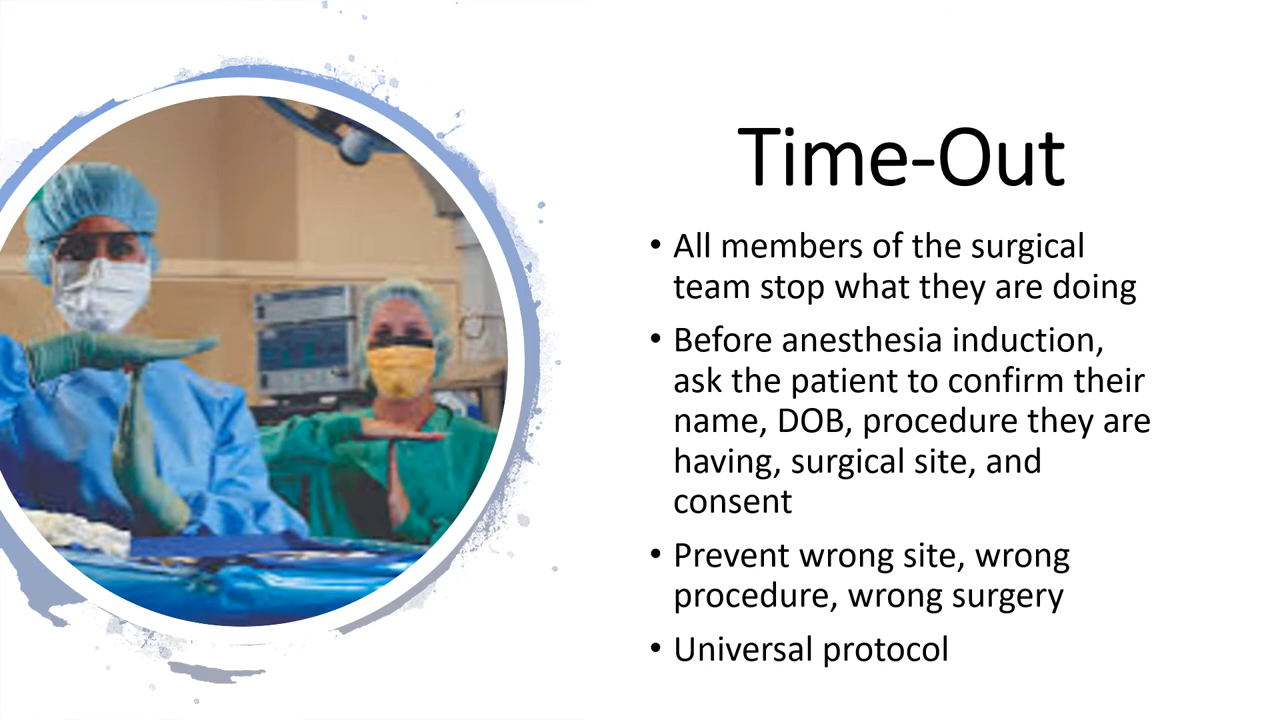 Time-Out
• All members of the surgical
team stop what they are doing
• Before anesthesia induction,
ask the patient to confirm their
name, DOB, procedure they are
having, surgical site, and
consent
• Prevent wrong site, wrong
procedure, wrong surgery
• Universal protocol